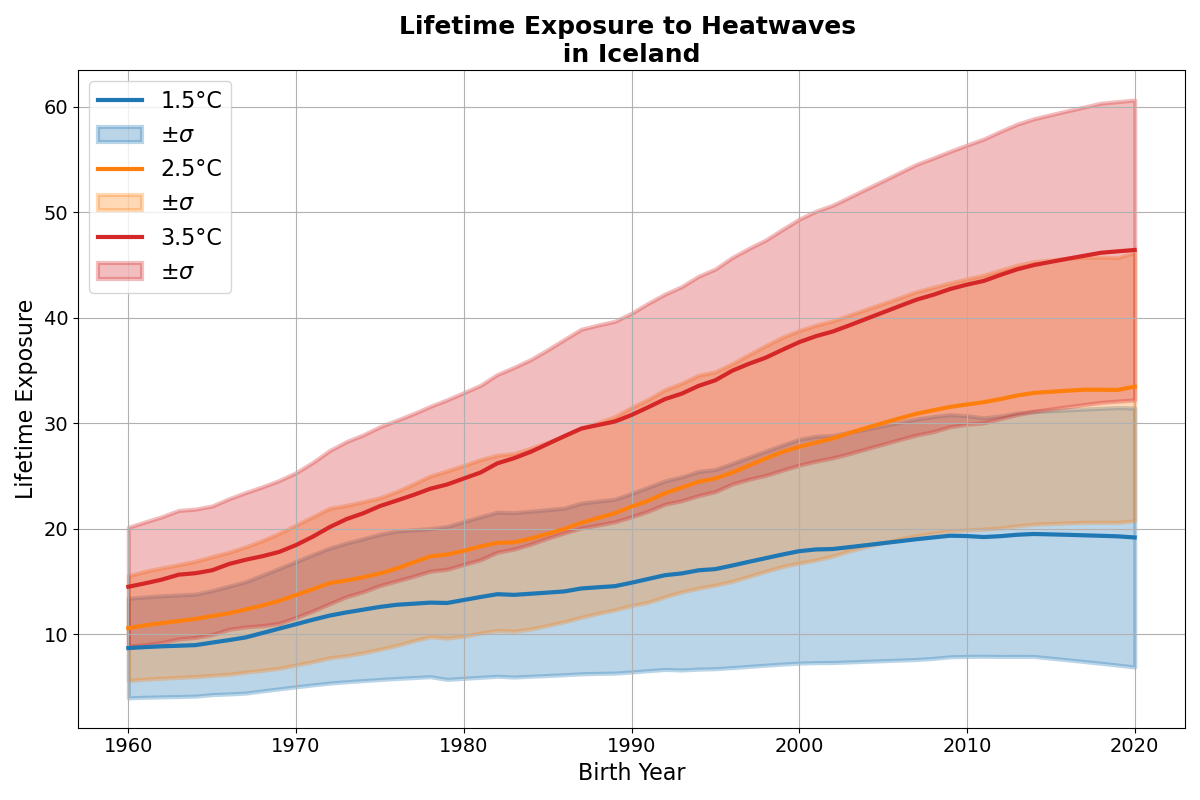 Lifetime Exposure to Heatwaves
in Iceland
1.5°C
±σ
2.5°C
±σ
3.5°C
±σ
Lifetime Exposure
60
50
40
30
20
10
1960
1970
1980
1990
2000
2010
2020
Birth Year